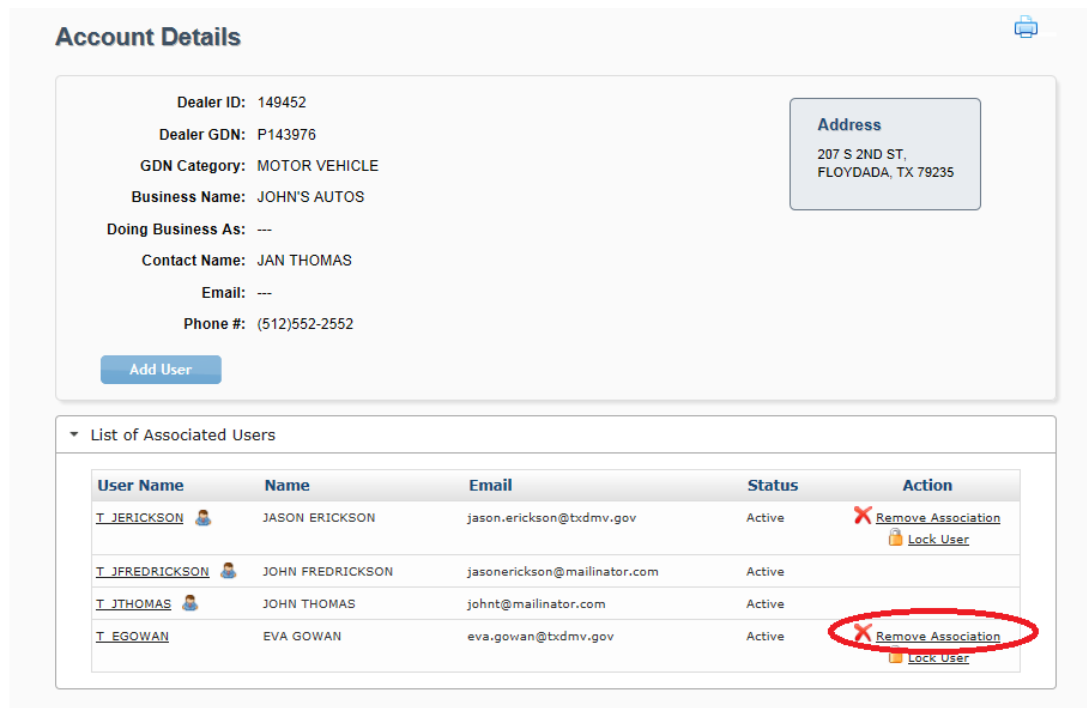 Account Details
Dealer ID: 149452
Dealer GDN: P143976
GDN Category: MOTOR VEHICLE
Business Name: JOHN'S AUTOS
Doing Business As: ---
Contact Name: JAN THOMAS
Email: ---
Phone #: (512)552-2552
Address
207 S 2ND ST,
FLOYDADA, TX 79235
Add User
List of Associated Users
User Name Name Email Status Action
T_JERICKSON JASON ERICKSON jason.erickson@txdmv.gov Active Remove Association
Lock User
T_JFREDRICKSON JOHN FREDRICKSON jasonerickson@mailinator.com Active
T_JTHOMAS JOHN THOMAS johnt@mailinator.com Active
T_EGOWAN EVA GOWAN eva.gowan@txdmv.gov Active Remove Association
Lock User